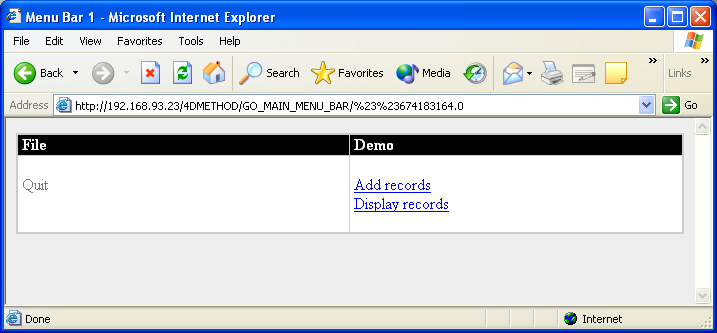 Menu Bar 1 - Microsoft Internet Explorer
File Edit View Favorites Tools Help
Back Search Favorites Media Links
Address http://192.168.93.23/4DMETHOD/GO_MAIN_MENU_BAR/%23%23674183164.0 Go
File Demo
Quit Add records
Display records
Done Internet